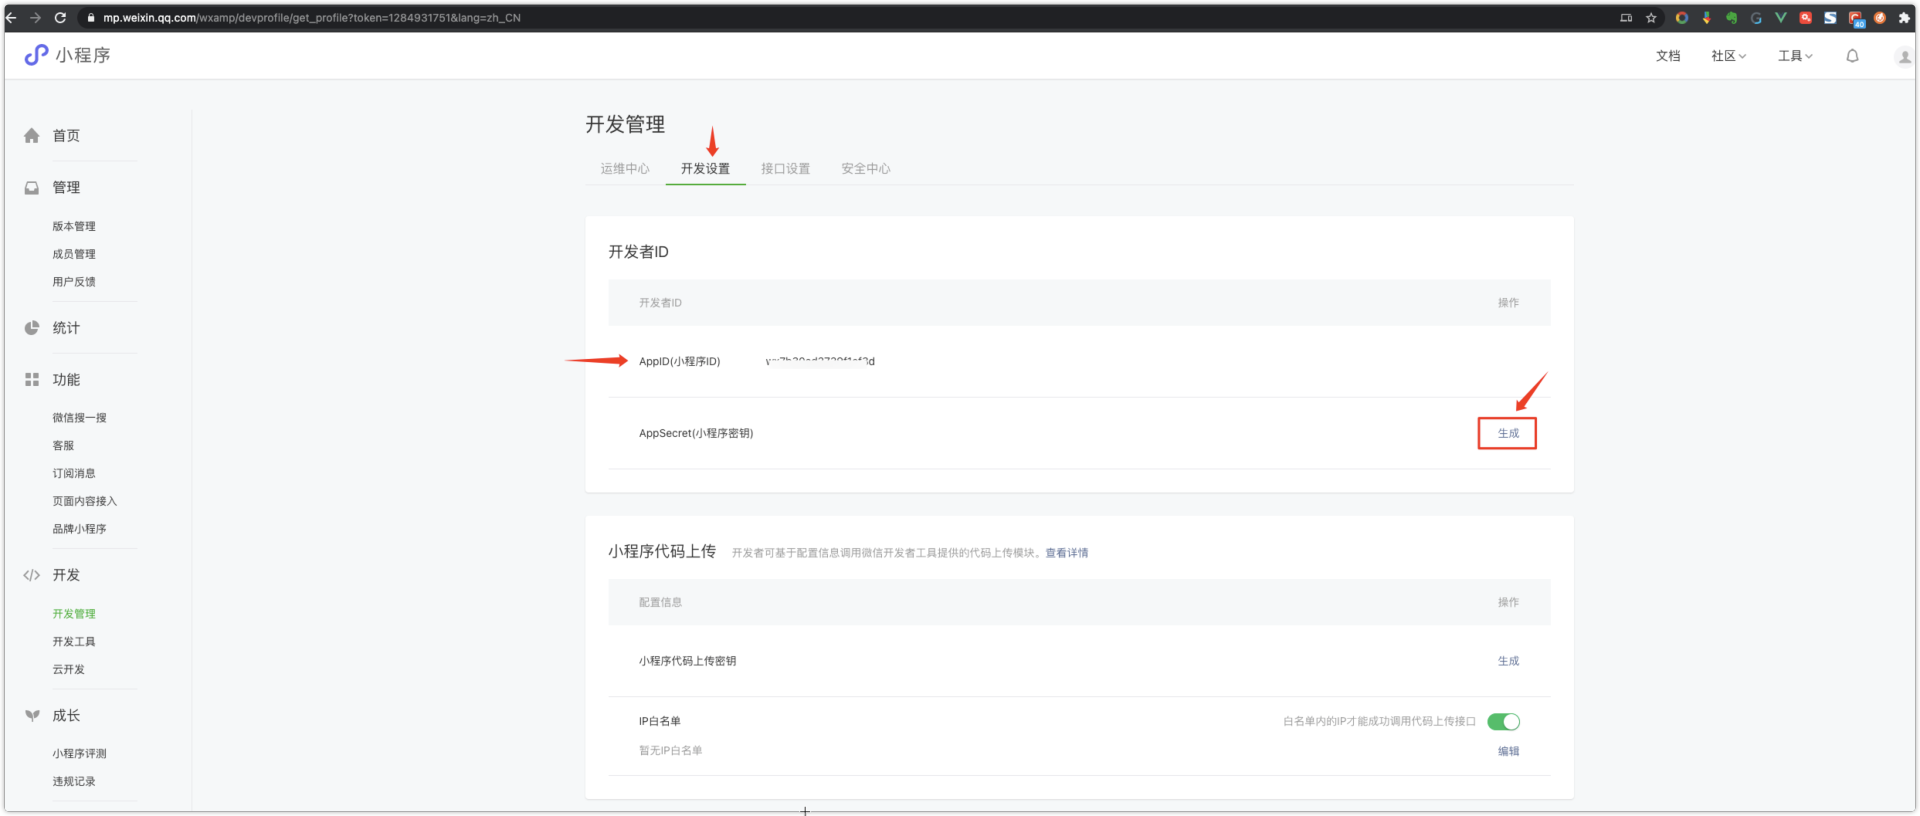 mp.weixin.qq.com/wxamp/devprofile/get_profile?token=1284931751&lang=zh_CN
40
小程序
文档
社区
工具
首页
管理
版本管理
成员管理
用户反馈
统计
功能
微信搜一搜
客服
订阅消息
页面内容接入
品牌小程序
开发
开发管理
开发工具
云开发
成长
小程序评测
违规记录
开发管理
运维中心 开发设置 接口设置 安全中心
开发者ID
开发者ID 操作
AppID(小程序ID)
AppSecret(小程序密钥) 生成
小程序代码上传 开发者可基于配置信息调用微信开发者工具提供的代码上传模块。查看详情
配置信息 操作
小程序代码上传密钥 生成
IP白名单 白名单内的IP才能成功调用代码上传接口
暂无IP白名单 编辑